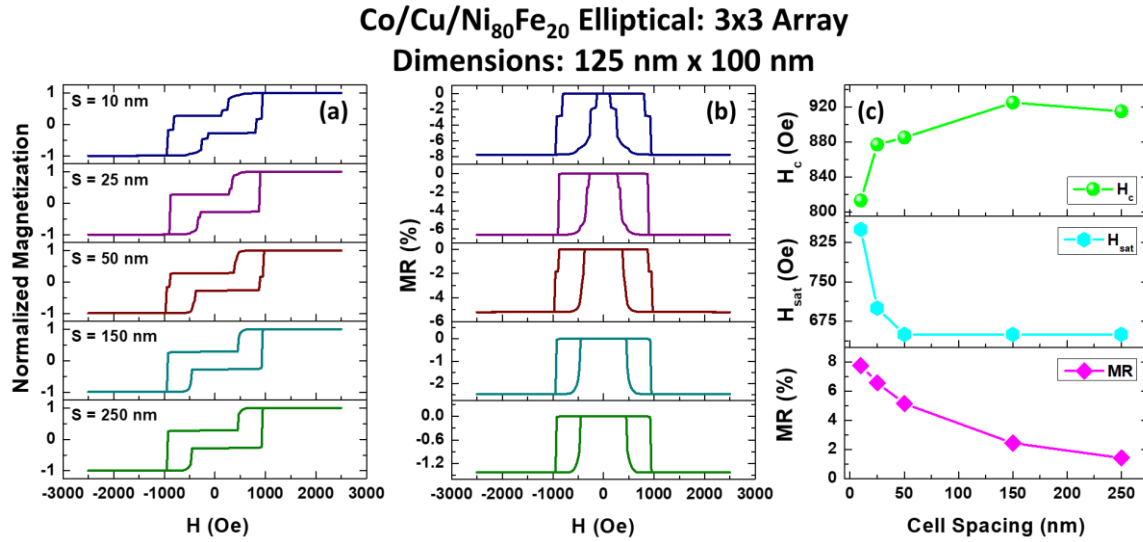 Co/Cu/Ni₈₀Fe₂₀ Elliptical: 3x3 Array
Dimensions: 125 nm x 100 nm
(a)
S = 10 nm
1
0
-1
S = 25 nm
1
0
-1
S = 50 nm
1
0
-1
S = 150 nm
1
0
-1
S = 250 nm
1
0
-1
Normalized Magnetization
-3000 -2000 -1000 0 1000 2000 3000
H (Oe)
(b)
0
-2
-4
-6
-8
0
-2
-4
-6
0
-2
-4
-6
0
-1
-2
0.0
-0.6
-1.2
MR (%)
-3000 -2000 -1000 0 1000 2000 3000
H (Oe)
(c)
920
880
840
800
H_c (Oe)
H_c
825
750
675
H_sat (Oe)
H_sat
8
6
4
2
0
MR (%)
MR
0 50 100 150 200 250
Cell Spacing (nm)